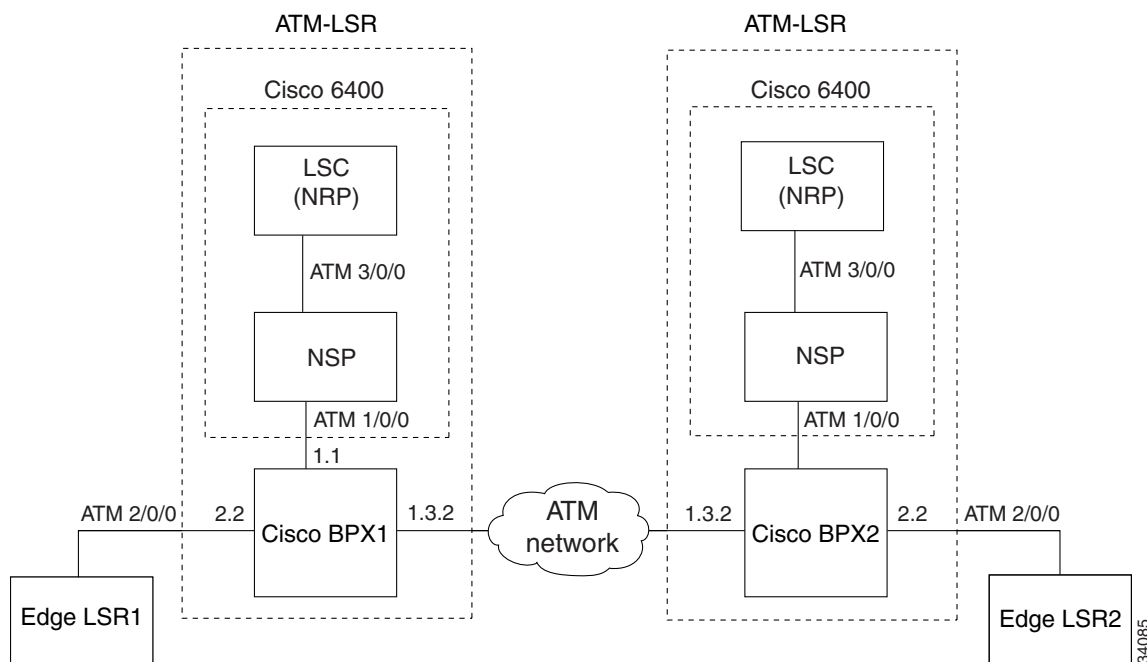 ATM-LSR
ATM-LSR
Cisco 6400
Cisco 6400
LSC
(NRP)
LSC
(NRP)
ATM 3/0/0
ATM 3/0/0
NSP
NSP
ATM 1/0/0
ATM 1/0/0
1.1
ATM 2/0/0
2.2
Cisco BPX1
1.3.2
ATM
network
1.3.2
Cisco BPX2
2.2
ATM 2/0/0
Edge LSR1
Edge LSR2
34085